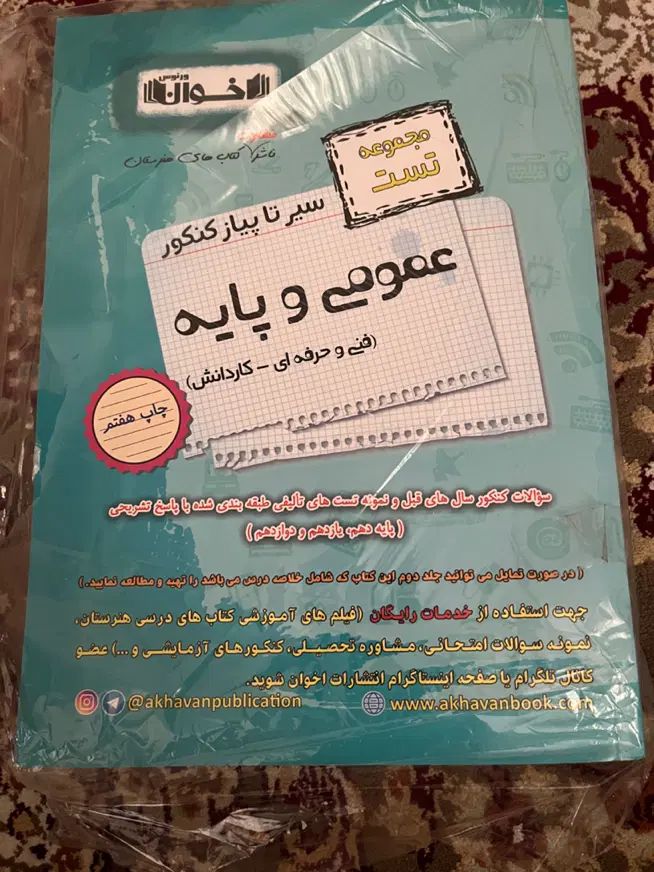 اخوان
ورنوس
ناشر کتاب های هنرستان
مجموعه
تست
سیر تا پیاز کنکور
عمومی و پایه
(فنی و حرفه ای - کاردانش)
چاپ هفتم
سؤالات کنکور سال های قبل و نمونه تست های تألیفی طبقه بندی شده با پاسخ تشریحی
( پایه دهم، یازدهم و دوازدهم )
( در صورت تمایل می توانید جلد دوم این کتاب که شامل خلاصه درس می باشد را تهیه و مطالعه نمایید. )
جهت استفاده از خدمات رایگان (فیلم های آموزشی کتاب های درسی هنرستان،
نمونه سوالات امتحانی، مشاوره تحصیلی، کنکورهای آزمایشی و ...) عضو
کانال تلگرام یا صفحه اینستاگرام انتشارات اخوان شوید.
@akhavanpublication www.akhavanbook.com